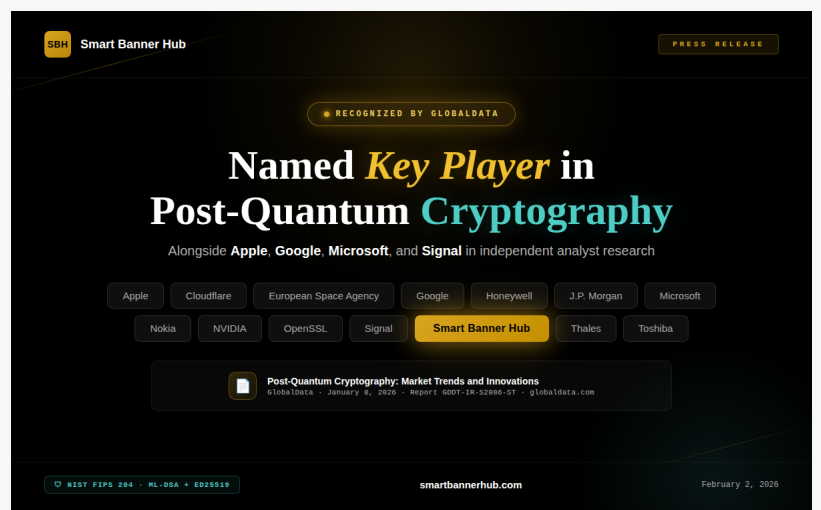 SBH Smart Banner Hub
PRESS RELEASE
RECOGNIZED BY GLOBALDATA
Named Key Player in
Post-Quantum Cryptography
Alongside Apple, Google, Microsoft, and Signal in independent analyst research
Apple Cloudflare European Space Agency Google Honeywell J.P. Morgan Microsoft
Nokia NVIDIA OpenSSL Signal Smart Banner Hub Thales Toshiba
Post-Quantum Cryptography: Market Trends and Innovations
GlobalData · January 8, 2026 · Report GDDT-IR-S2086-ST · globaldata.com
NIST FIPS 204 · ML-DSA + ED25519
smartbannerhub.com
February 2, 2026